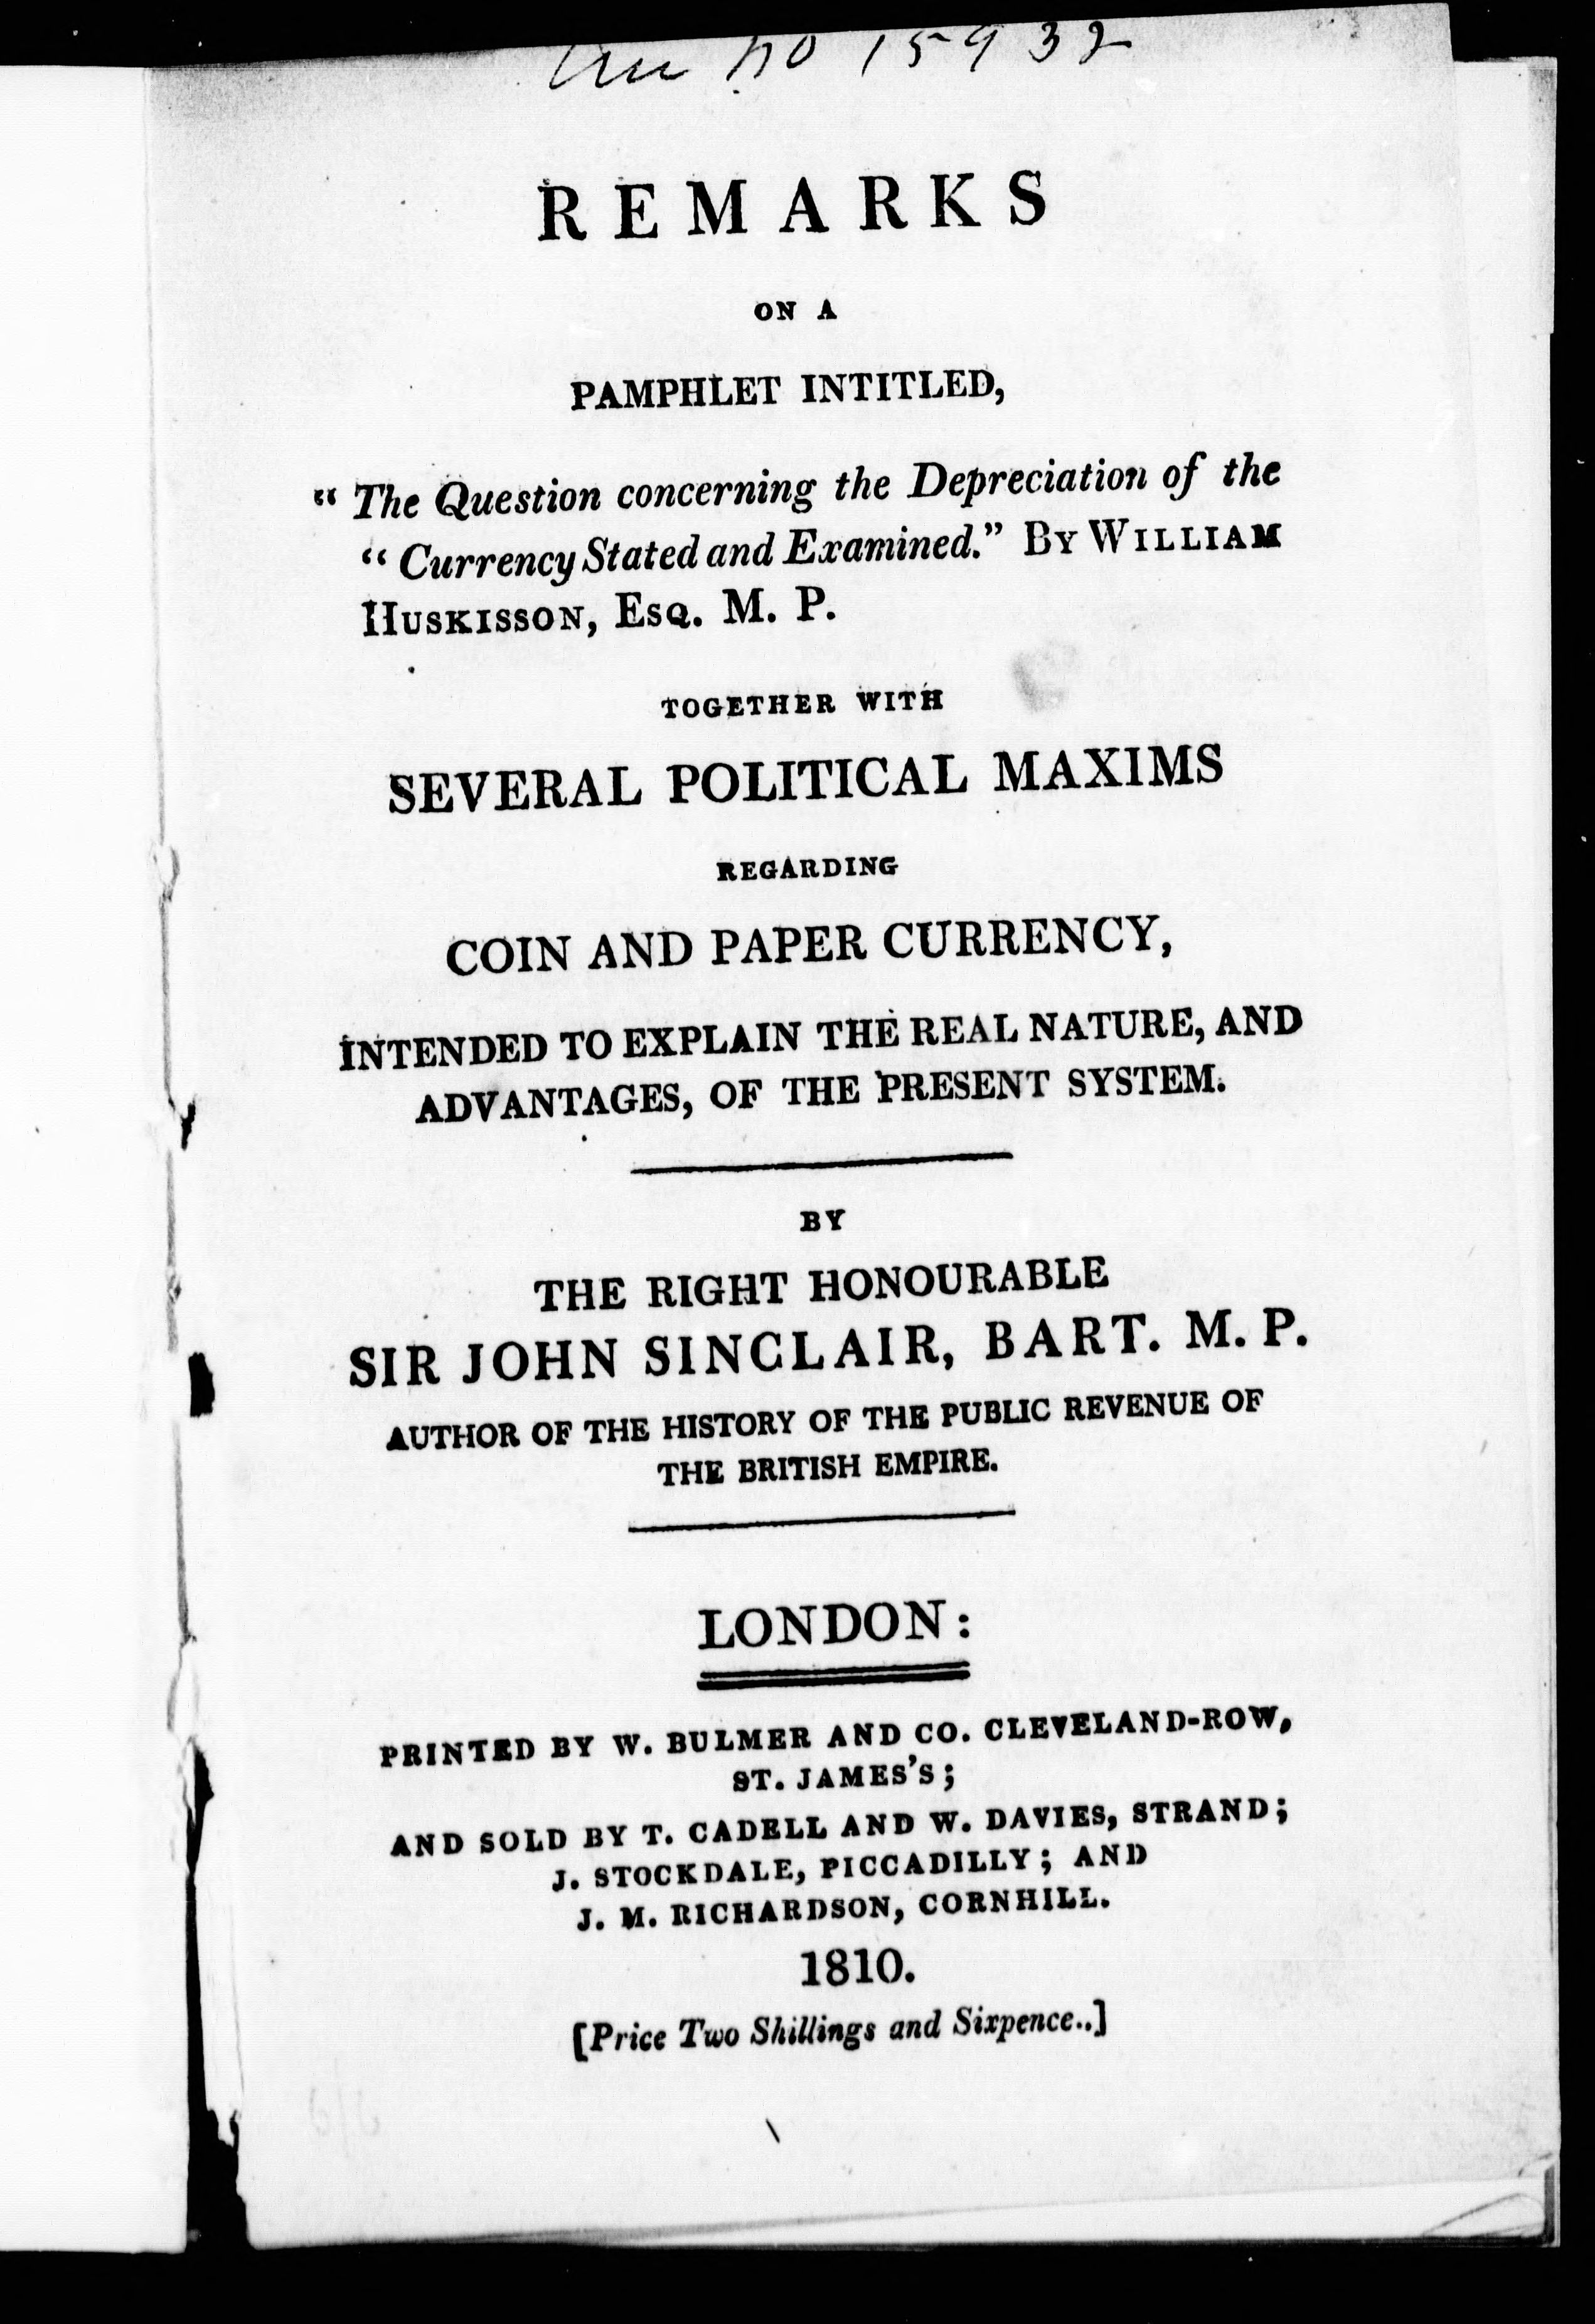 no 15932
REMARKS
ON A
PAMPHLET INTITLED,
“ The Question concerning the Depreciation of the
“ Currency Stated and Examined.” BY WILLIAM
HUSKISSON, ESQ. M. P.
TOGETHER WITH
SEVERAL POLITICAL MAXIMS
REGARDING
COIN AND PAPER CURRENCY,
INTENDED TO EXPLAIN THE REAL NATURE, AND
ADVANTAGES, OF THE PRESENT SYSTEM.
BY
THE RIGHT HONOURABLE
SIR JOHN SINCLAIR, BART. M. P.
AUTHOR OF THE HISTORY OF THE PUBLIC REVENUE OF
THE BRITISH EMPIRE.
LONDON:
PRINTED BY W. BULMER AND CO. CLEVELAND-ROW,
ST. JAMES'S;
AND SOLD BY T. CADELL AND W. DAVIES, STRAND;
J. STOCKDALE, PICCADILLY; AND
J. M. RICHARDSON, CORNHILL.
1810.
[Price Two Shillings and Sixpence..]